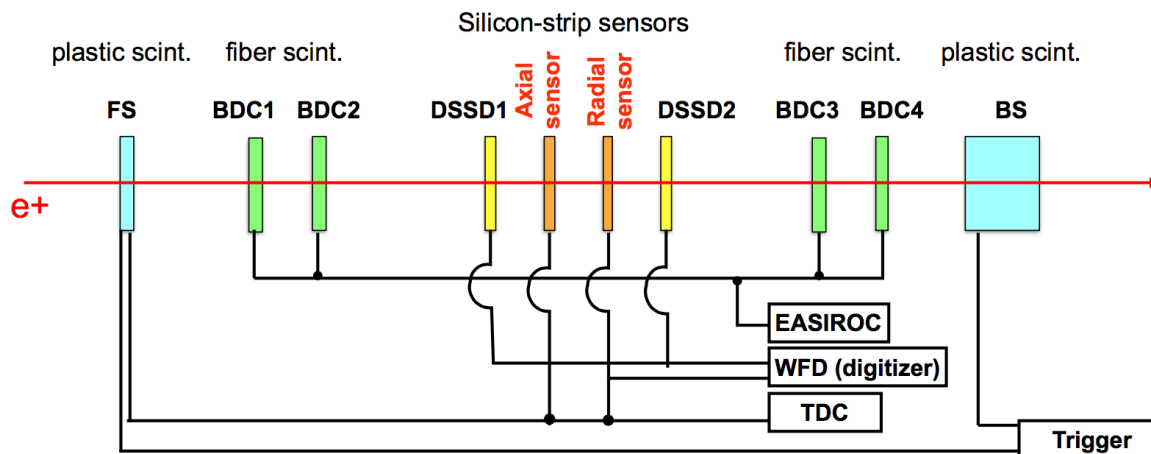 Silicon-strip sensors
plastic scint.
fiber scint.
fiber scint.
plastic scint.
Axial
sensor
Radial
sensor
FS
BDC1
BDC2
DSSD1
DSSD2
BDC3
BDC4
BS
e+
EASIROC
WFD (digitizer)
TDC
Trigger